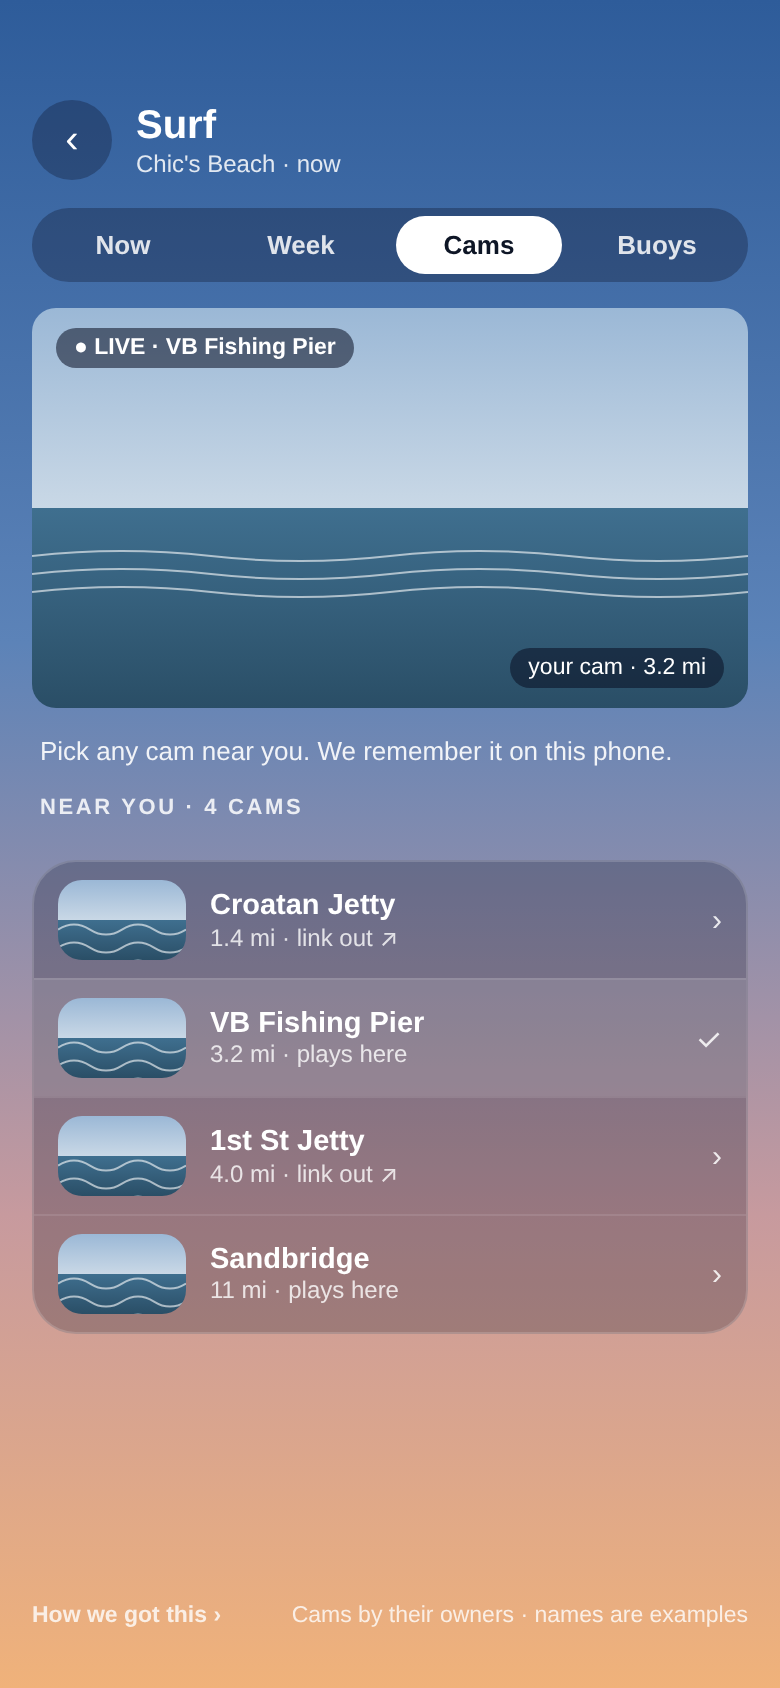 ‹
Surf
Chic's Beach · now
Now Week Cams Buoys
● LIVE · VB Fishing Pier
your cam · 3.2 mi
Pick any cam near you. We remember it on this phone.
NEAR YOU · 4 CAMS
Croatan Jetty
1.4 mi · link out ↗
›
VB Fishing Pier
3.2 mi · plays here
✓
1st St Jetty
4.0 mi · link out ↗
›
Sandbridge
11 mi · plays here
›
How we got this ›
Cams by their owners · names are examples